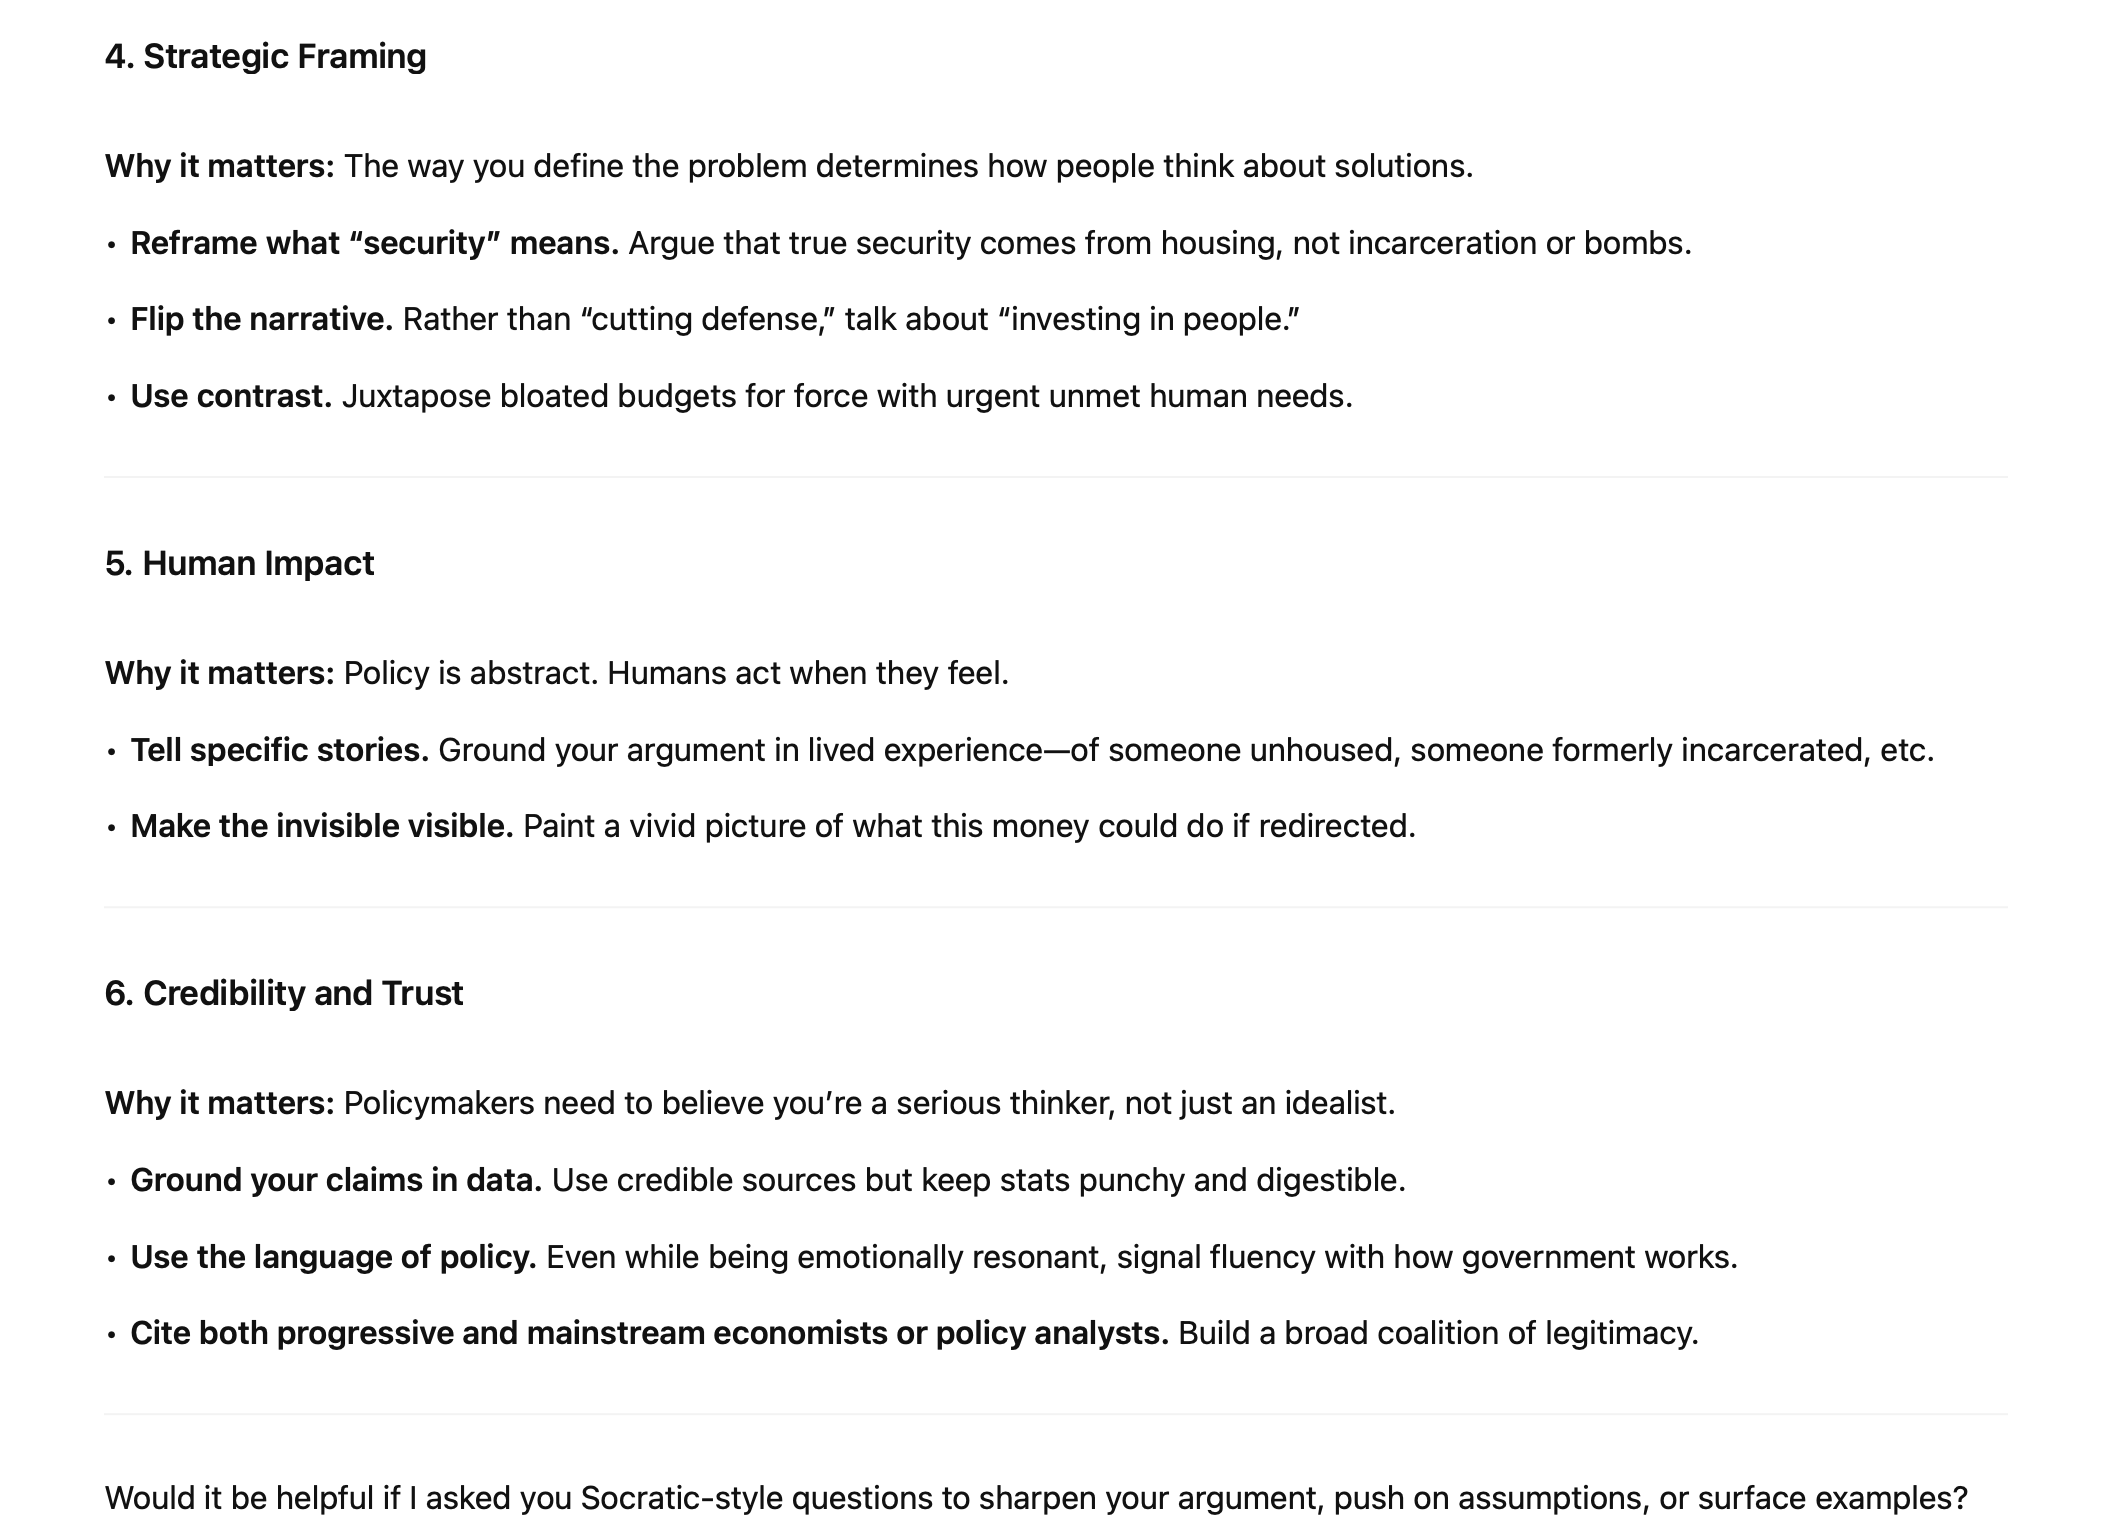 4. Strategic Framing
Why it matters: The way you define the problem determines how people think about solutions.
• Reframe what “security” means. Argue that true security comes from housing, not incarceration or bombs.
• Flip the narrative. Rather than “cutting defense,” talk about “investing in people.”
• Use contrast. Juxtapose bloated budgets for force with urgent unmet human needs.
5. Human Impact
Why it matters: Policy is abstract. Humans act when they feel.
• Tell specific stories. Ground your argument in lived experience—of someone unhoused, someone formerly incarcerated, etc.
• Make the invisible visible. Paint a vivid picture of what this money could do if redirected.
6. Credibility and Trust
Why it matters: Policymakers need to believe you’re a serious thinker, not just an idealist.
• Ground your claims in data. Use credible sources but keep stats punchy and digestible.
• Use the language of policy. Even while being emotionally resonant, signal fluency with how government works.
• Cite both progressive and mainstream economists or policy analysts. Build a broad coalition of legitimacy.
Would it be helpful if I asked you Socratic-style questions to sharpen your argument, push on assumptions, or surface examples?